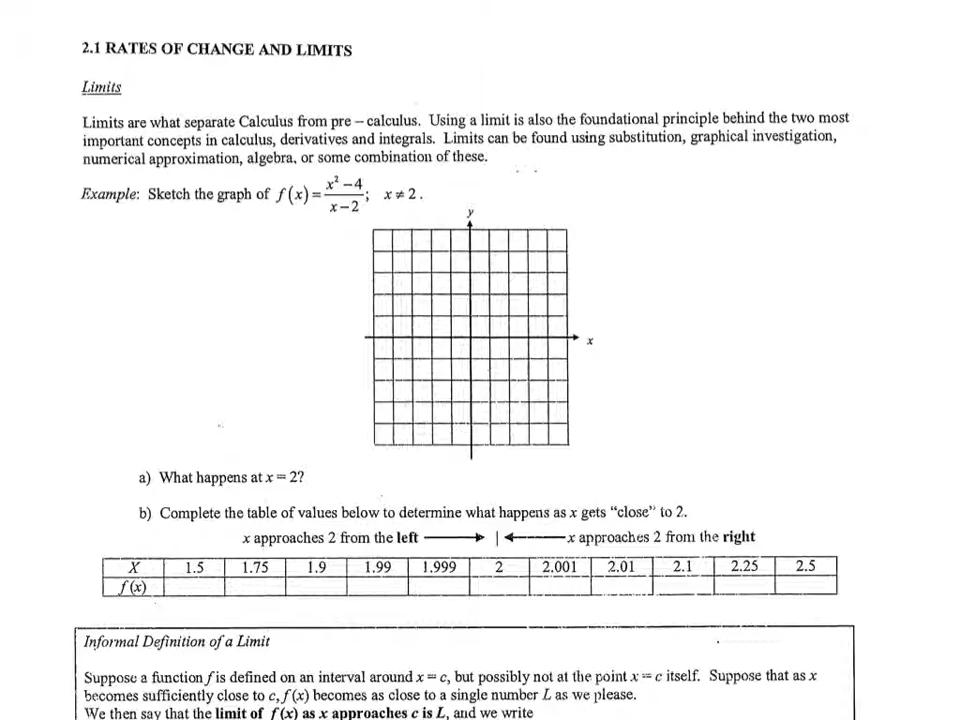 2.1 RATES OF CHANGE AND LIMITS
Limits
Limits are what separate Calculus from pre – calculus. Using a limit is also the foundational principle behind the two most
important concepts in calculus, derivatives and integrals. Limits can be found using substitution, graphical investigation,
numerical approximation, algebra, or some combination of these.
Example: Sketch the graph of f(x) = (x² – 4)/(x – 2); x ≠ 2.
y
x
a) What happens at x = 2?
b) Complete the table of values below to determine what happens as x gets “close” to 2.
x approaches 2 from the left ⟶ | ⟵ x approaches 2 from the right
X 1.5 1.75 1.9 1.99 1.999 2 2.001 2.01 2.1 2.25 2.5
f(x)
Informal Definition of a Limit
Suppose a function f is defined on an interval around x = c, but possibly not at the point x = c itself. Suppose that as x
becomes sufficiently close to c, f(x) becomes as close to a single number L as we please.
We then say that the limit of f(x) as x approaches c is L, and we write